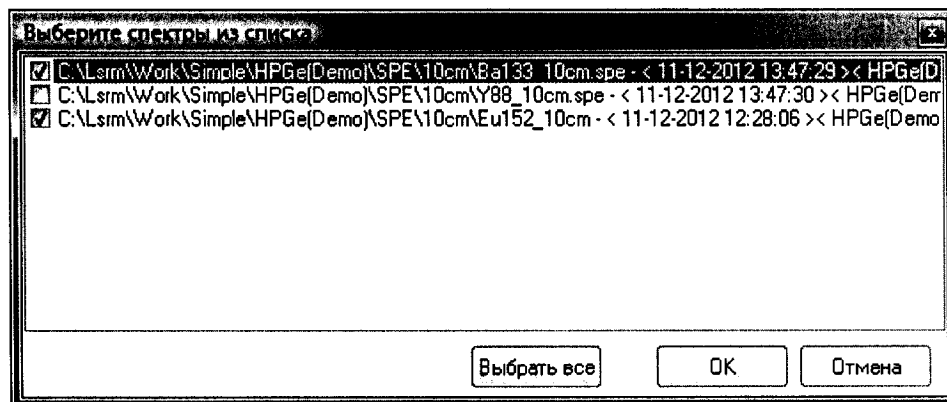 Выберите спектры из списка
C:\Lsrm\Work\Simple\HPGe(Demo)\SPE\10cm\Ba133_10cm.spe - < 11-12-2012 13:47:29 >< HPGe(D
C:\Lsrm\Work\Simple\HPGe(Demo)\SPE\10cm\Y88_10cm.spe - < 11-12-2012 13:47:30 >< HPGe(Dem
C:\Lsrm\Work\Simple\HPGe(Demo)\SPE\10cm\Eu152_10cm - < 11-12-2012 12:28:06 >< HPGe(Demo
Выбрать все OK Отмена